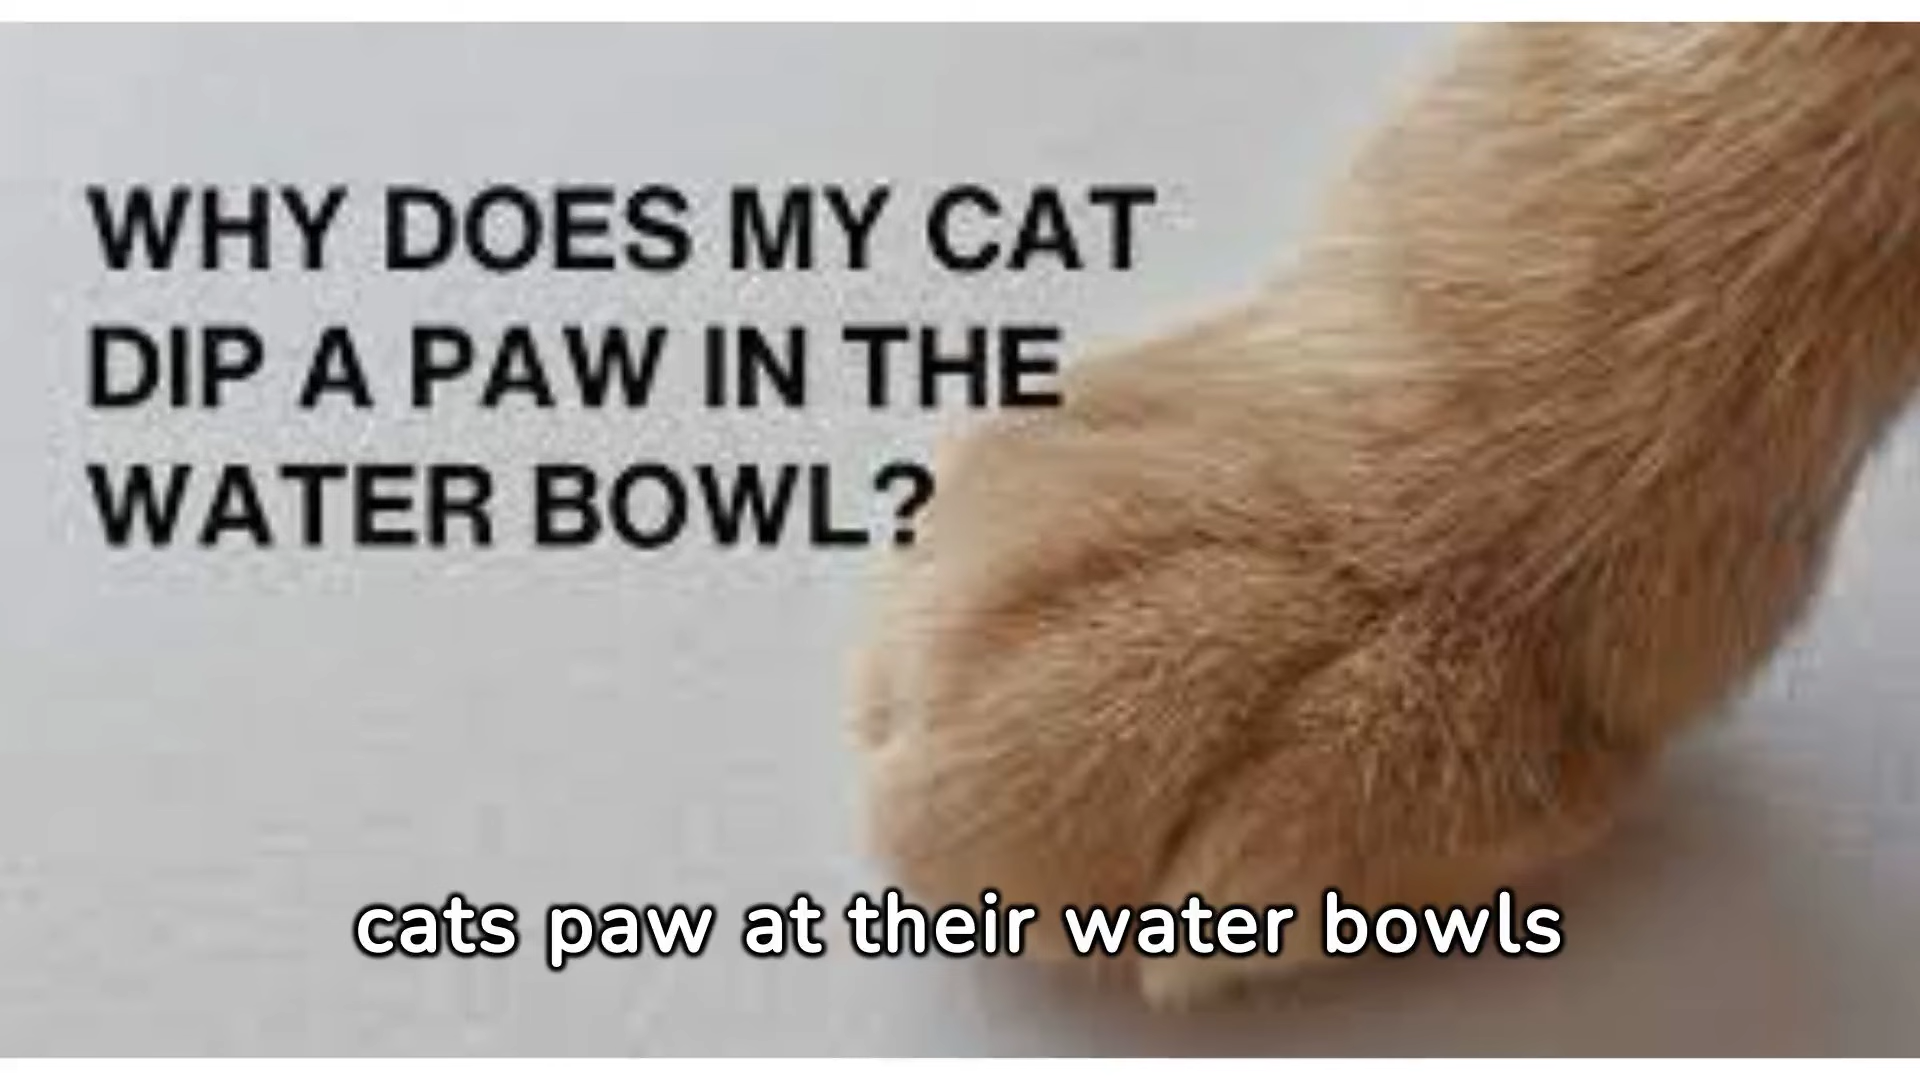 WHY DOES MY CAT
DIP A PAW IN THE
WATER BOWL?
cats paw at their water bowls